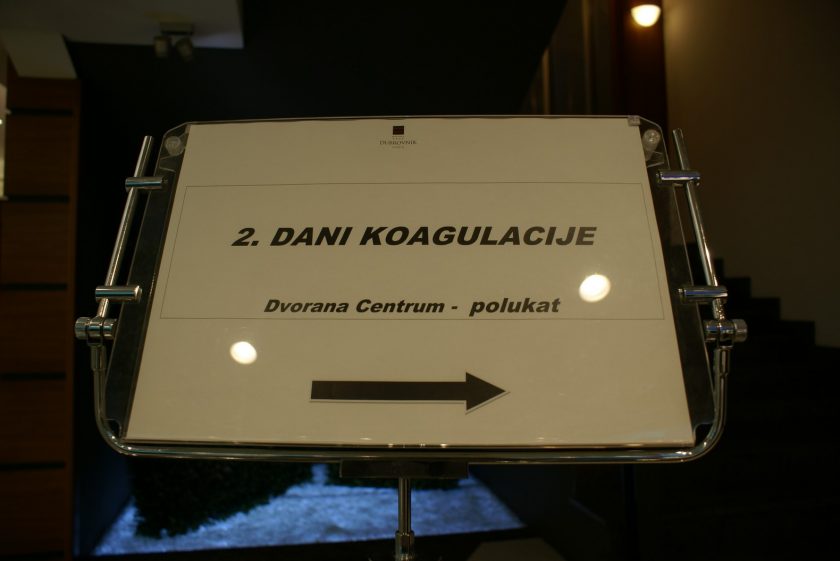 DUBROVNIK
2. DANI KOAGULACIJE
Dvorana Centrum - polukat